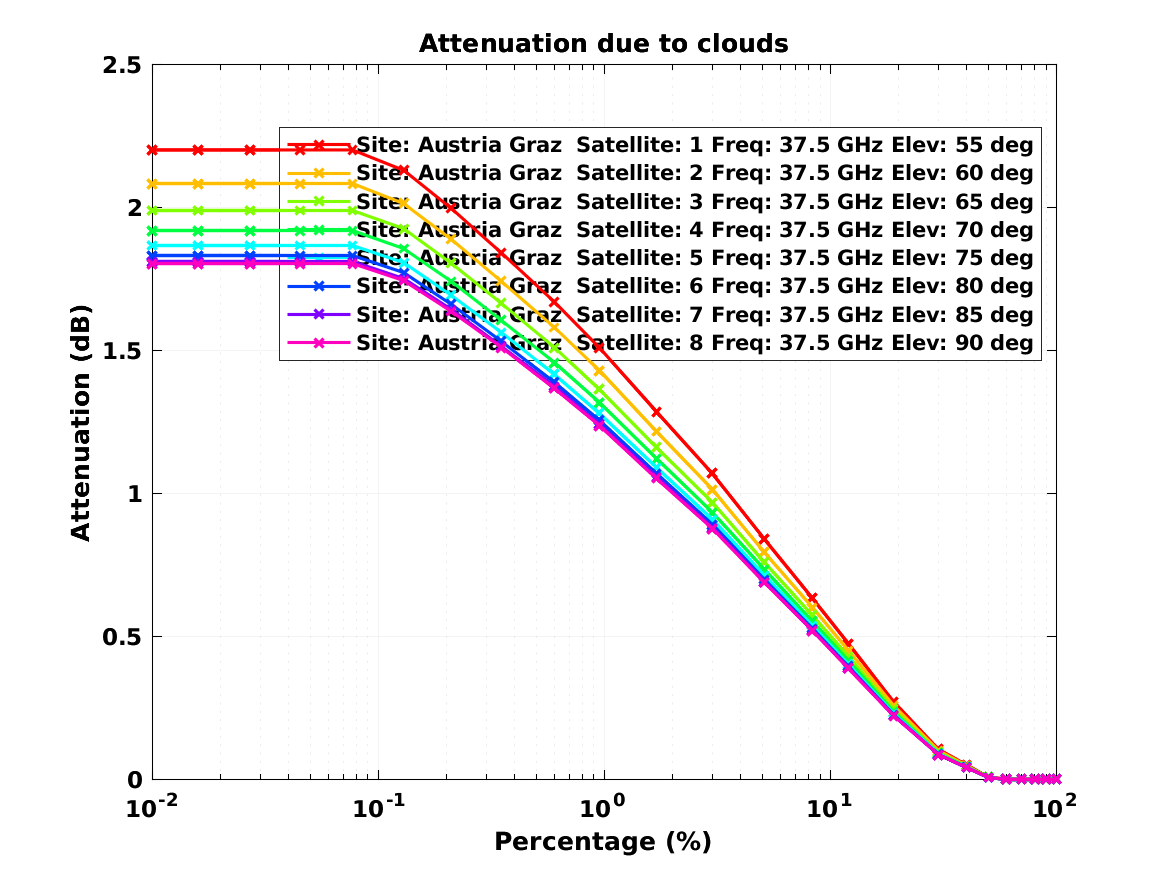 Attenuation due to clouds
2.5
2
1.5
1
0.5
0
Attenuation (dB)
Site: Austria Graz  Satellite: 1 Freq: 37.5 GHz Elev: 55 deg
Site: Austria Graz  Satellite: 2 Freq: 37.5 GHz Elev: 60 deg
Site: Austria Graz  Satellite: 3 Freq: 37.5 GHz Elev: 65 deg
Site: Austria Graz  Satellite: 4 Freq: 37.5 GHz Elev: 70 deg
Site: Austria Graz  Satellite: 5 Freq: 37.5 GHz Elev: 75 deg
Site: Austria Graz  Satellite: 6 Freq: 37.5 GHz Elev: 80 deg
Site: Austria Graz  Satellite: 7 Freq: 37.5 GHz Elev: 85 deg
Site: Austria Graz  Satellite: 8 Freq: 37.5 GHz Elev: 90 deg
10^-2 10^-1 10^0 10^1 10^2
Percentage (%)